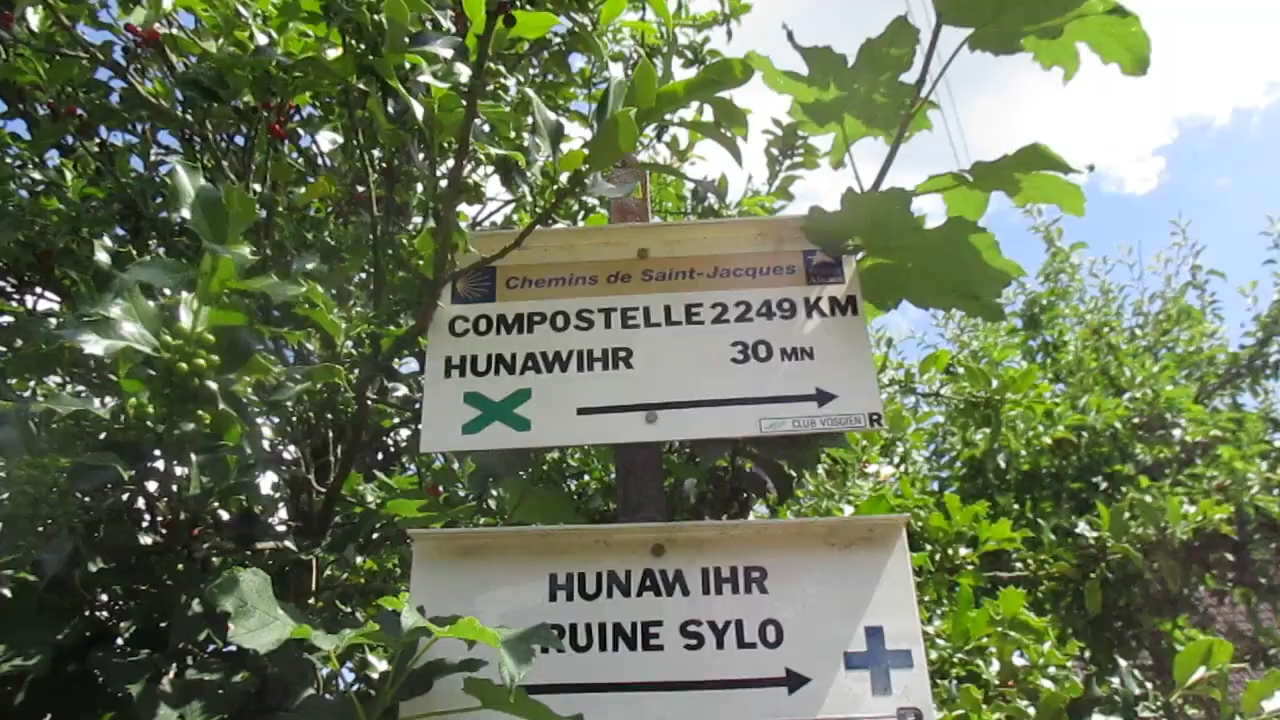 Chemins de Saint-Jacques
COMPOSTELLE 2249 KM
HUNAWIHR 30 MN
CLUB VOSGIEN R
HUNAWIHR
RUINE SYLO